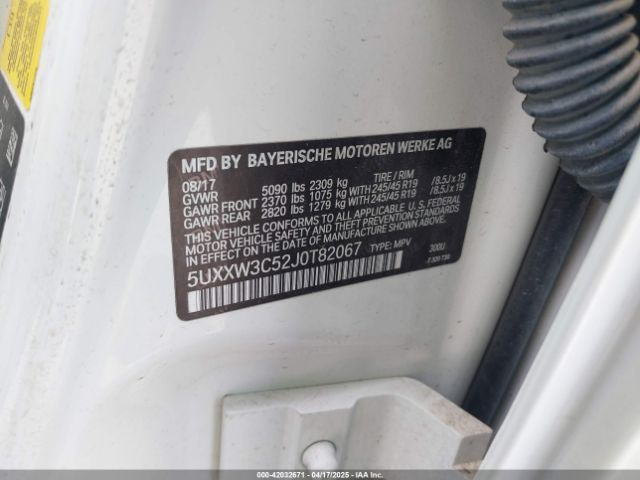 MFD BY BAYERISCHE MOTOREN WERKE AG
08/17 TIRE / RIM
GVWR 5090 lbs 2309 kg
GAWR FRONT 2370 lbs 1075 kg WITH 245/45 R19 /8.5J x 19
GAWR REAR 2820 lbs 1279 kg WITH 245/45 R19 /8.5J x 19
THIS VEHICLE CONFORMS TO ALL APPLICABLE U.S. FEDERAL
MOTOR VEHICLE SAFETY AND THEFT PREVENTION STANDARDS
IN EFFECT ON THE DATE OF MANUFACTURE SHOWN ABOVE.
5UXXW3C52J0T82067 TYPE: MPV 300U
000-42032671 04/17/2025 IAA